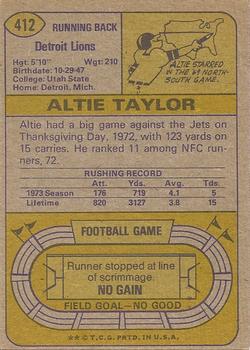 412
RUNNING BACK
Detroit Lions
Hgt: 5'10" Wgt: 210
Birthdate: 10-29-47
College: Utah State
Home: Detroit, Mich.
ALTIE STARRED
IN THE '69 NORTH-
SOUTH GAME.
ALTIE TAYLOR
Altie had a big game against the Jets on
Thanksgiving Day, 1972, with 123 yards on
15 carries. He ranked 11 among NFC run-
ners, 72.
RUSHING RECORD
Att. Yds. Avg. TDs
1973 Season 176 719 4.1 5
Lifetime 820 3127 3.8 15
FOOTBALL GAME
Runner stopped at line
of scrimmage.
NO GAIN
FIELD GOAL—NO GOOD
** © T.C.G. PRTD. IN U.S.A.